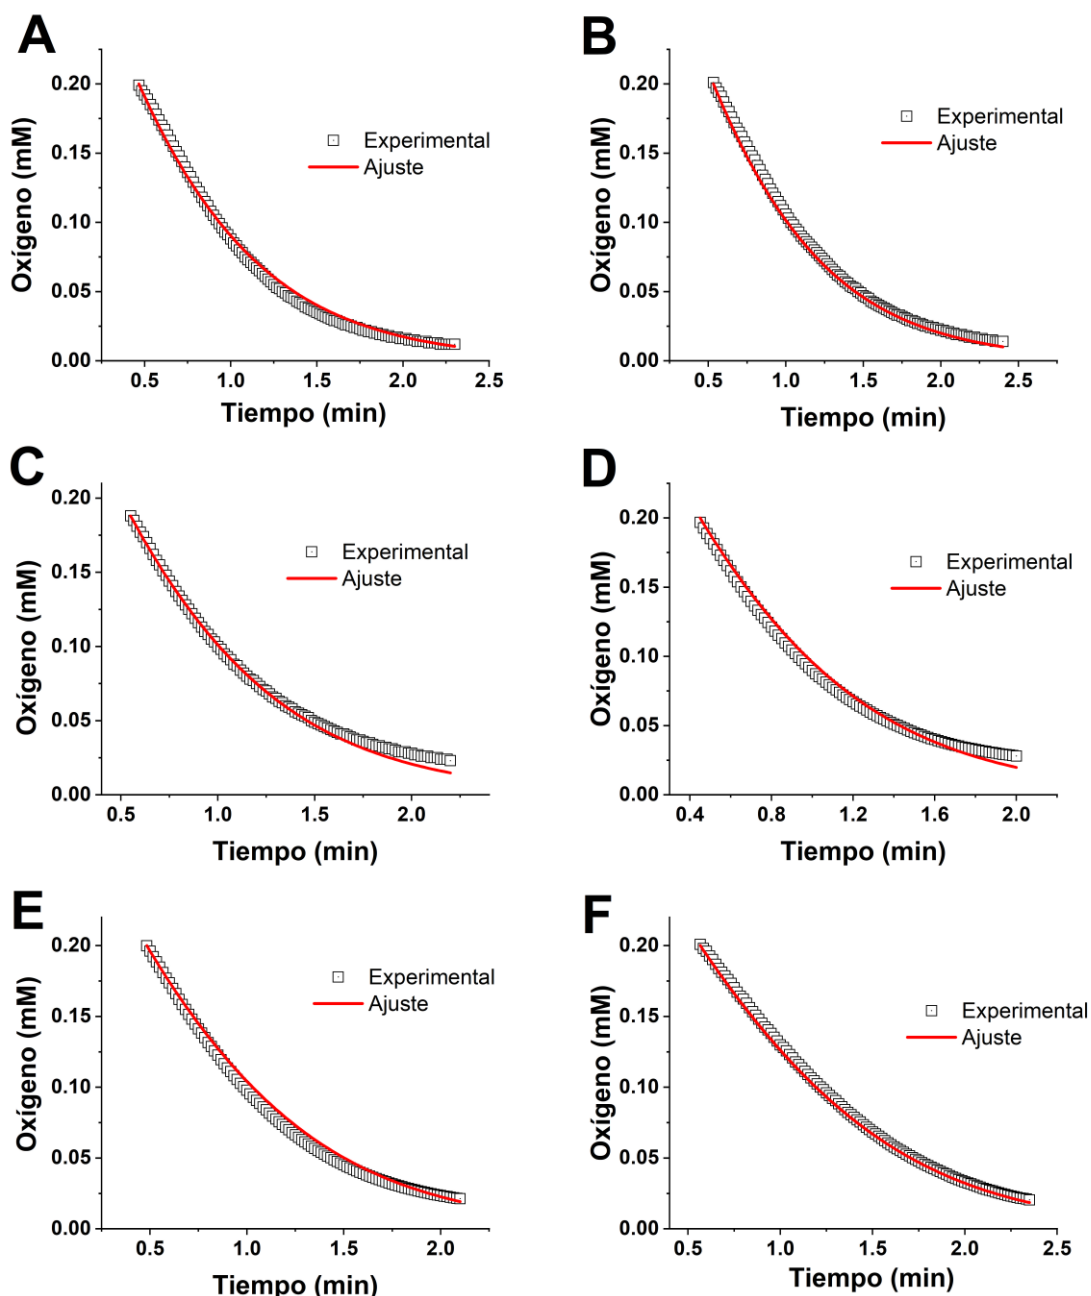 A
Oxígeno (mM)
0.20
0.15
0.10
0.05
0.00
Experimental
Ajuste
0.5 1.0 1.5 2.0 2.5
Tiempo (min)
B
Oxígeno (mM)
0.20
0.15
0.10
0.05
0.00
Experimental
Ajuste
0.5 1.0 1.5 2.0 2.5
Tiempo (min)
C
Oxígeno (mM)
0.20
0.15
0.10
0.05
0.00
Experimental
Ajuste
0.5 1.0 1.5 2.0
Tiempo (min)
D
Oxígeno (mM)
0.20
0.15
0.10
0.05
0.00
Experimental
Ajuste
0.4 0.8 1.2 1.6 2.0
Tiempo (min)
E
Oxígeno (mM)
0.20
0.15
0.10
0.05
0.00
Experimental
Ajuste
0.5 1.0 1.5 2.0
Tiempo (min)
F
Oxígeno (mM)
0.20
0.15
0.10
0.05
0.00
Experimental
Ajuste
0.5 1.0 1.5 2.0 2.5
Tiempo (min)